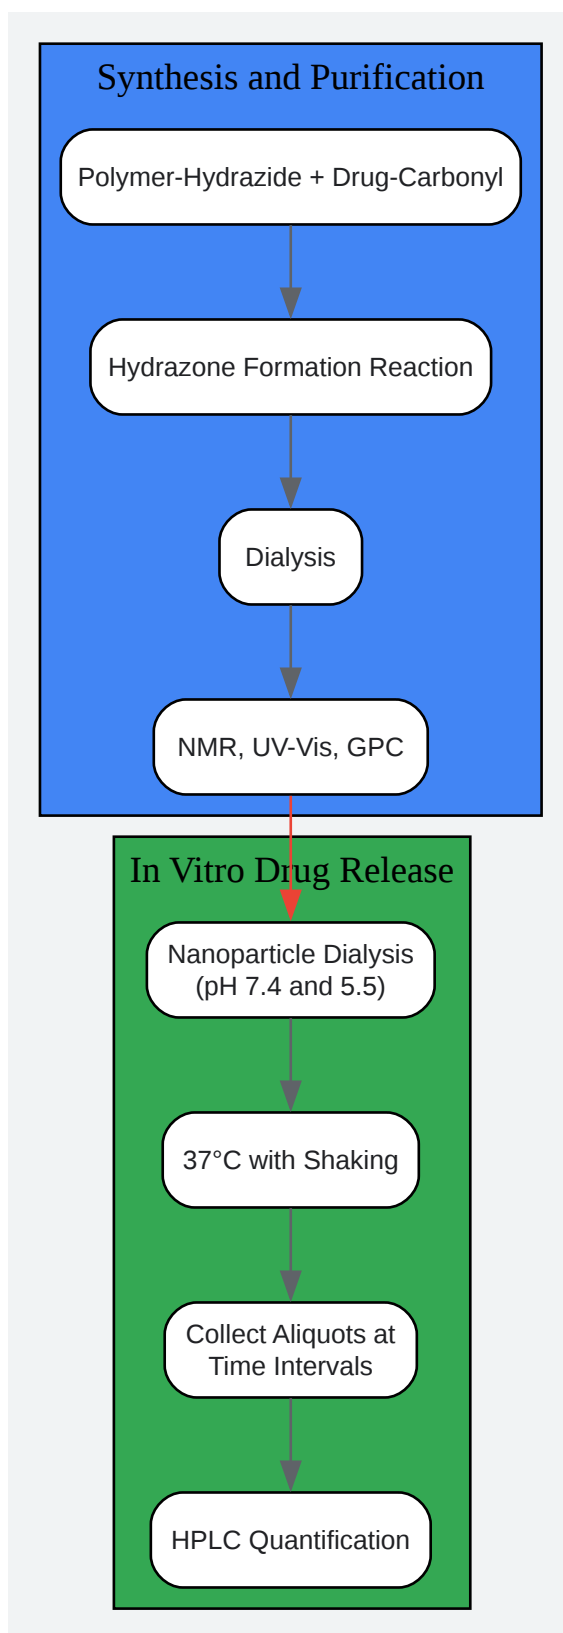 Synthesis and Purification
Polymer-Hydrazide + Drug-Carbonyl
Hydrazone Formation Reaction
Dialysis
NMR, UV-Vis, GPC
In Vitro Drug Release
Nanoparticle Dialysis
(pH 7.4 and 5.5)
37°C with Shaking
Collect Aliquots at
Time Intervals
HPLC Quantification